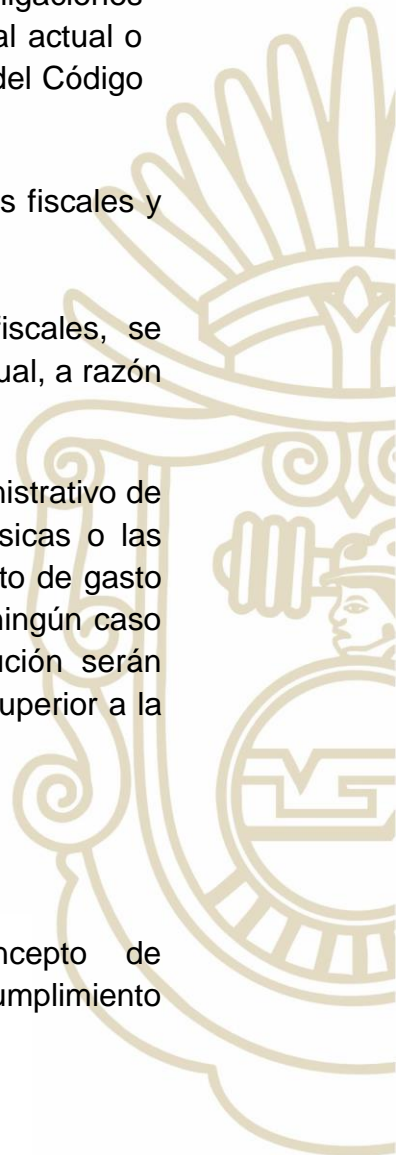 al actual o
del Código
s fiscales y
fiscales, se
ual, a razón
nistrativo de
sicas o las
to de gasto
ningún caso
ución serán
uperior a la
ncepto de
umplimiento